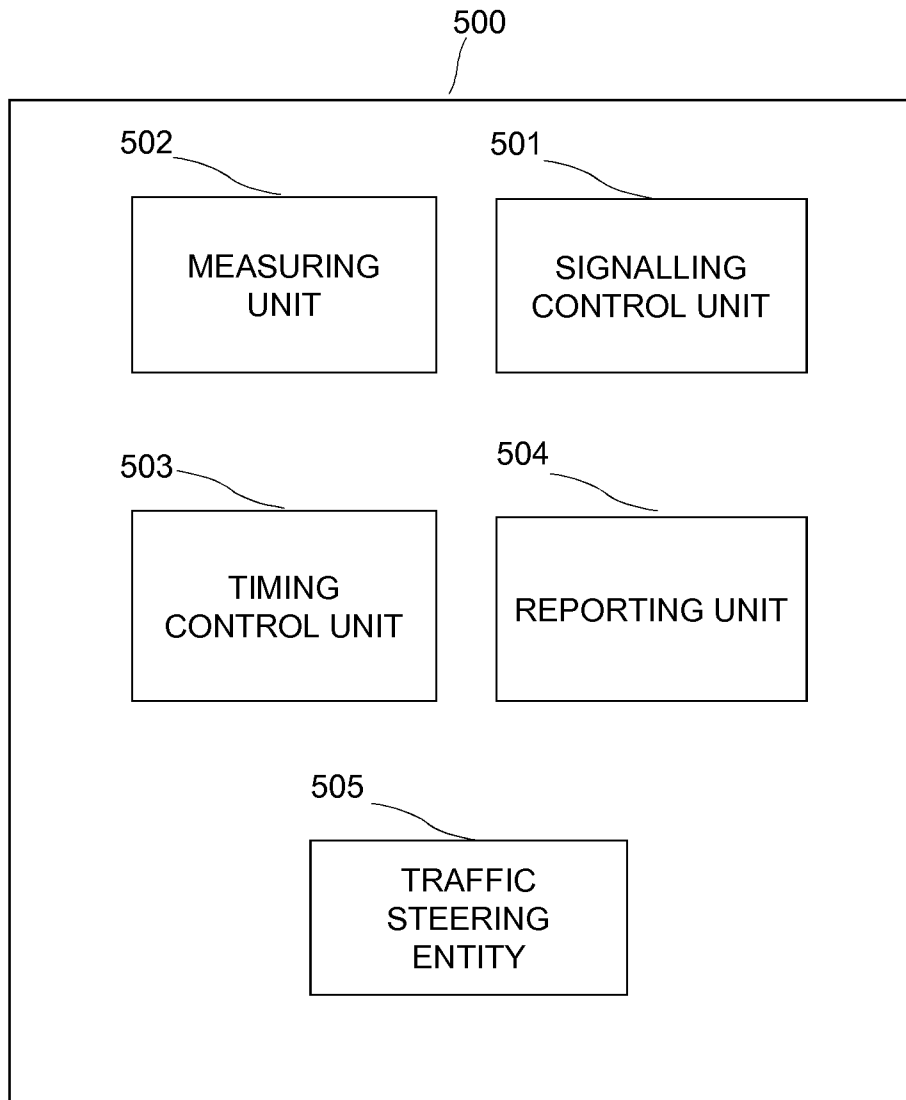 500
502
501
MEASURING
UNIT
SIGNALLING
CONTROL UNIT
503
504
TIMING
CONTROL UNIT
REPORTING UNIT
505
TRAFFIC
STEERING
ENTITY